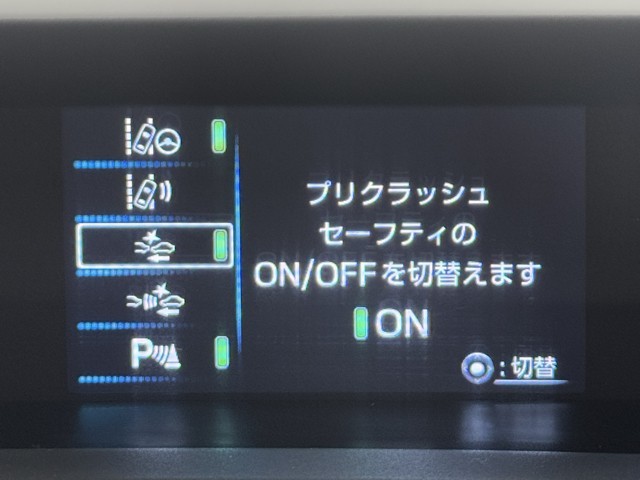 プリクラッシュ
セーフティの
ON/OFFを切替えます
ON
P
:切替